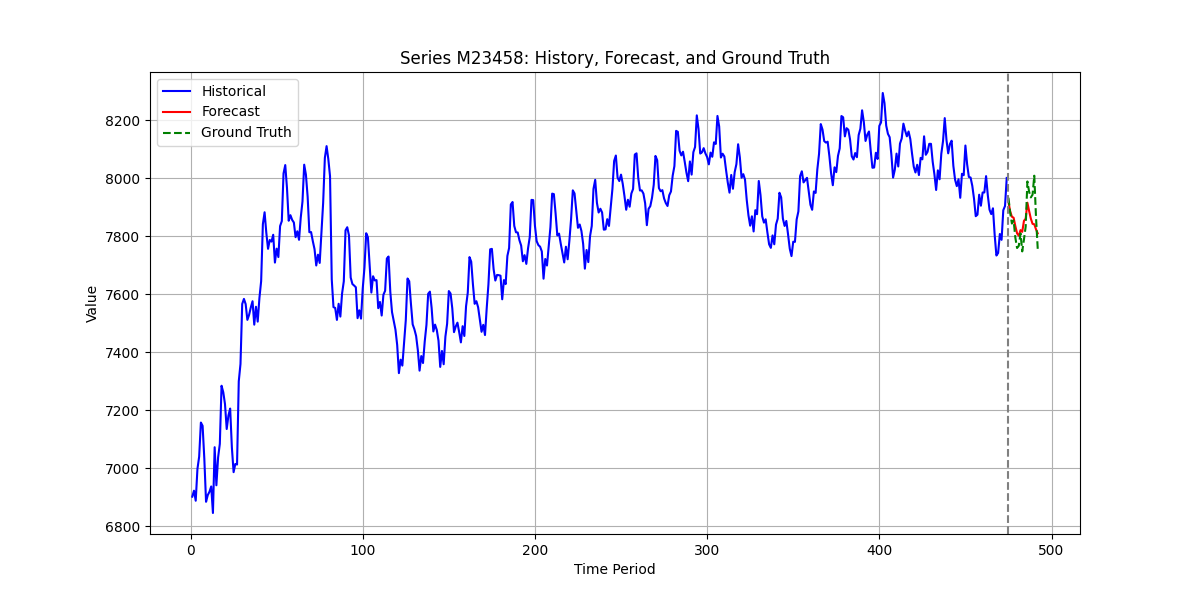 Series M23458: History, Forecast, and Ground Truth
Historical
Forecast
Ground Truth
8200
8000
7800
7600
7400
7200
7000
6800
Value
0 100 200 300 400 500
Time Period